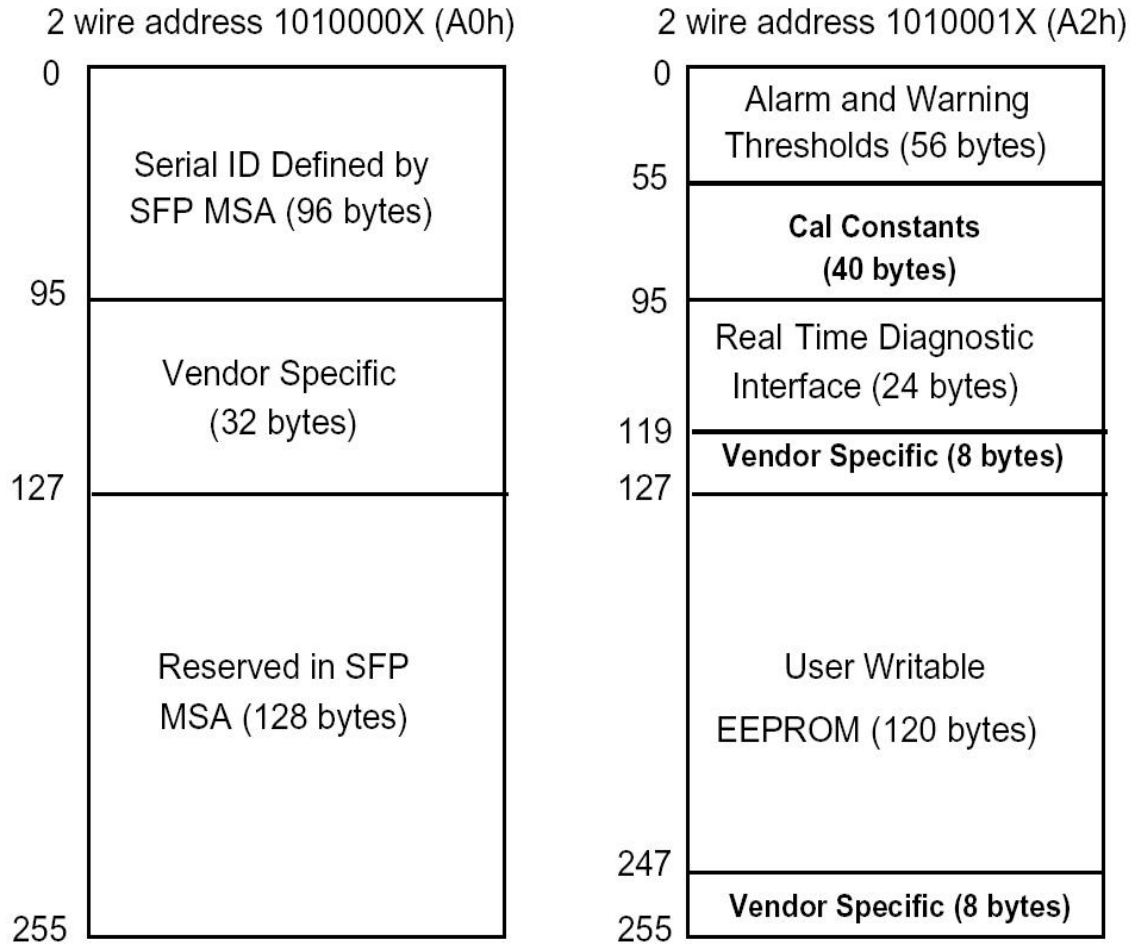 2 wire address 1010000X (A0h)
0
Serial ID Defined by
SFP MSA (96 bytes)
95
Vendor Specific
(32 bytes)
127
Reserved in SFP
MSA (128 bytes)
255
2 wire address 1010001X (A2h)
0
Alarm and Warning
Thresholds (56 bytes)
55
Cal Constants
(40 bytes)
95
Real Time Diagnostic
Interface (24 bytes)
119
Vendor Specific (8 bytes)
127
User Writable
EEPROM (120 bytes)
247
Vendor Specific (8 bytes)
255